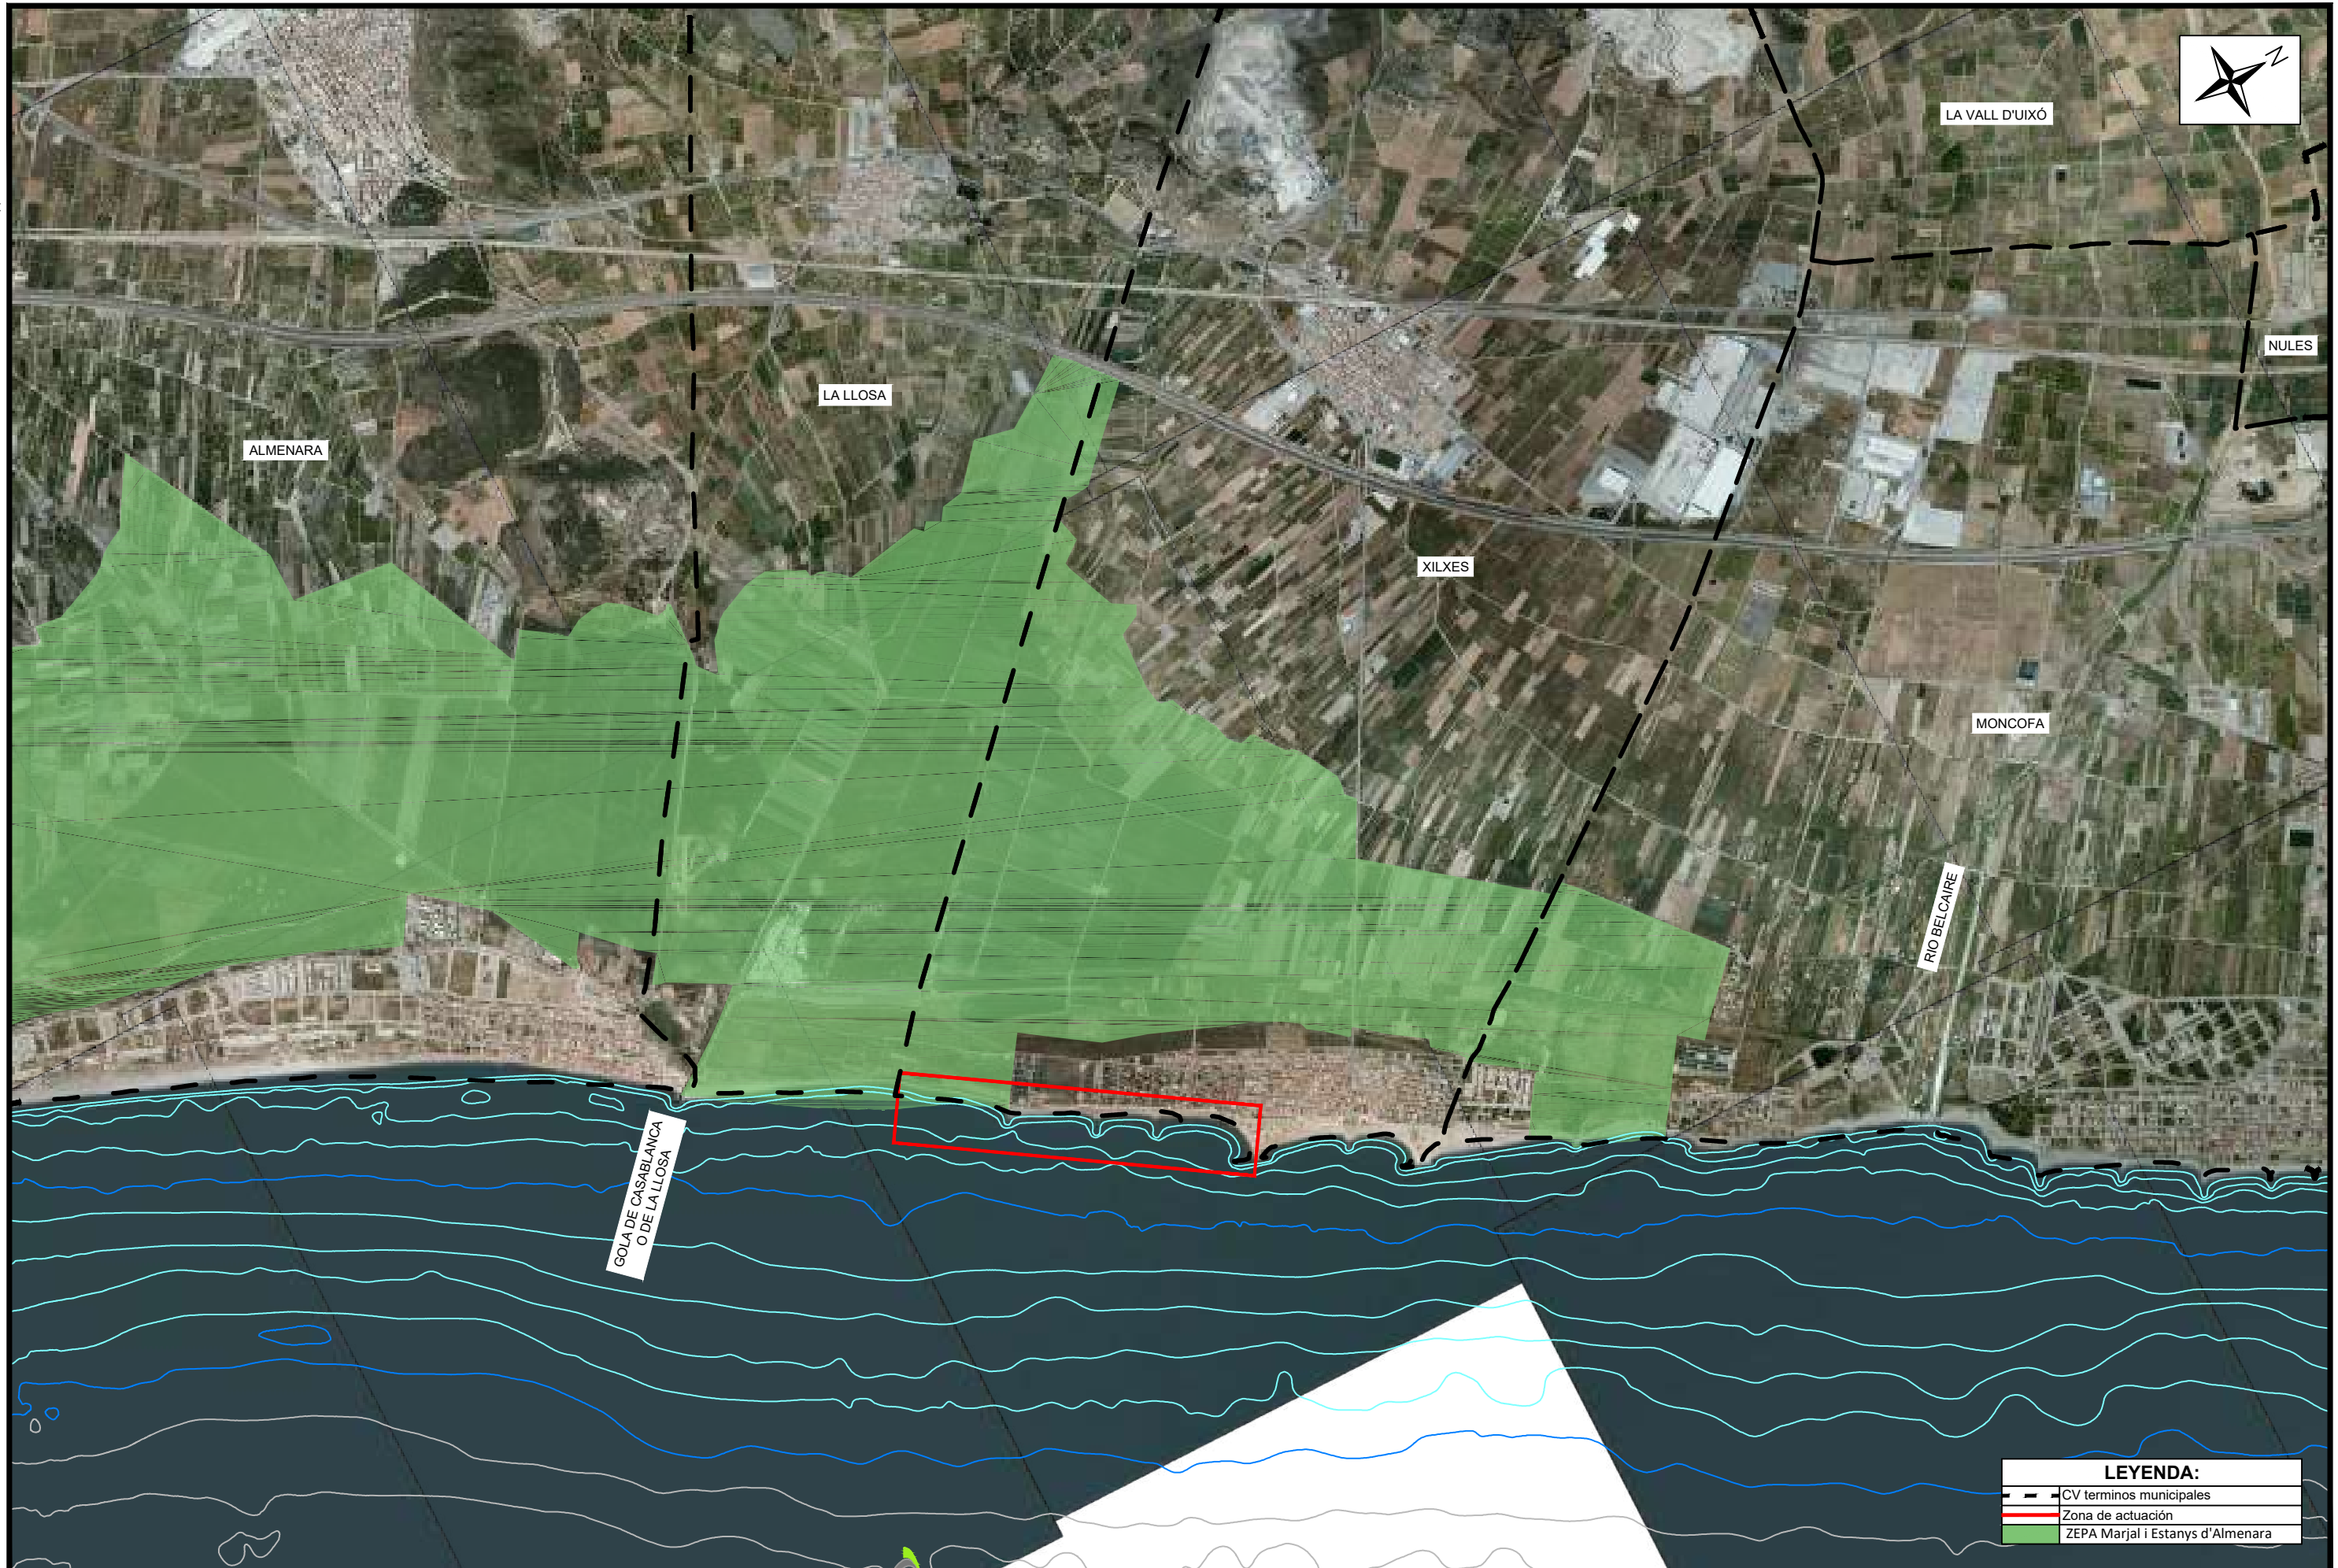 N
LA VALL D'UIXÓ
NULES
LA LLOSA
ALMENARA
XILXES
MONCOFA
RIO BELCAIRE
GOLA DE CASABLANCA
O DE LA LLOSA
LEYENDA:
CV terminos municipales
Zona de actuación
ZEPA Marjal i Estanys d'Almenara